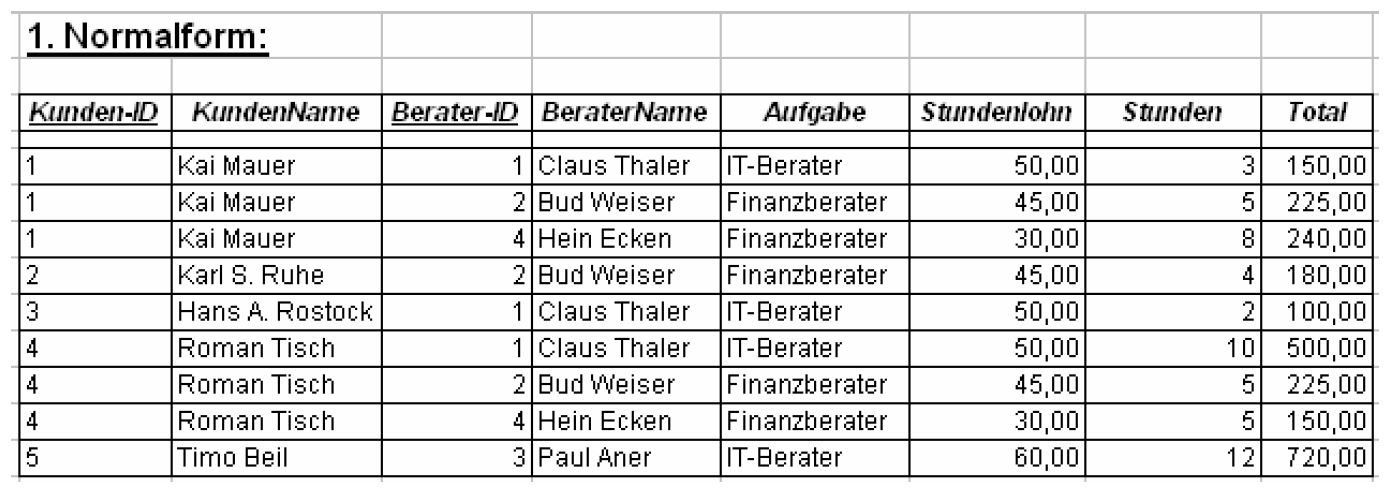 1. Normalform:
Kunden-ID KundenName Berater-ID BeraterName Aufgabe Stundenlohn Stunden Total
1 Kai Mauer 1 Claus Thaler IT-Berater 50,00 3 150,00
1 Kai Mauer 2 Bud Weiser Finanzberater 45,00 5 225,00
1 Kai Mauer 4 Hein Ecken Finanzberater 30,00 8 240,00
2 Karl S. Ruhe 2 Bud Weiser Finanzberater 45,00 4 180,00
3 Hans A. Rostock 1 Claus Thaler IT-Berater 50,00 2 100,00
4 Roman Tisch 1 Claus Thaler IT-Berater 50,00 10 500,00
4 Roman Tisch 2 Bud Weiser Finanzberater 45,00 5 225,00
4 Roman Tisch 4 Hein Ecken Finanzberater 30,00 5 150,00
5 Timo Beil 3 Paul Aner IT-Berater 60,00 12 720,00